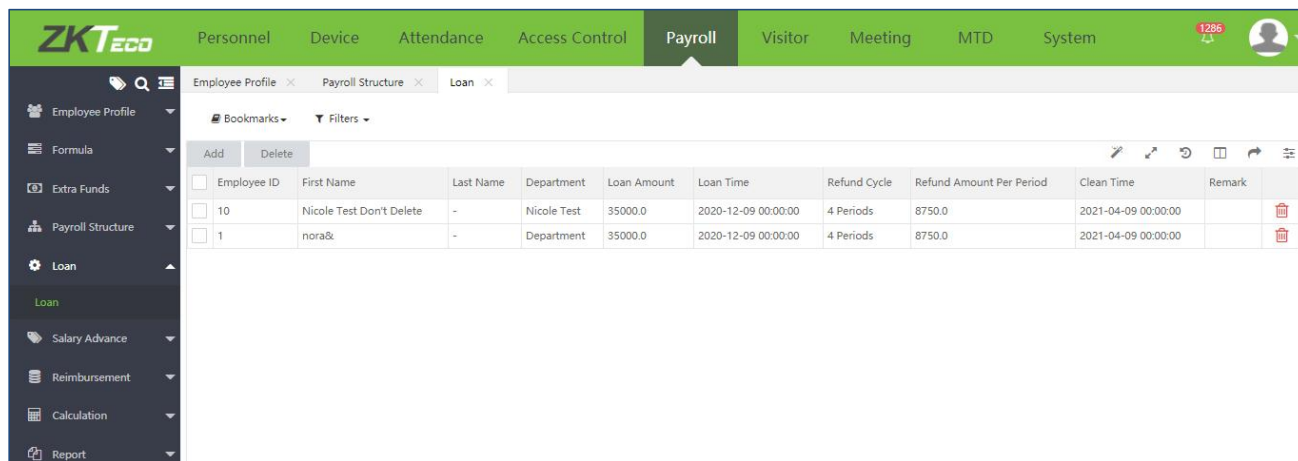 ZKTECO Personnel Device Attendance Access Control Payroll Visitor Meeting MTD System 1286
Employee Profile × Payroll Structure × Loan ×
Employee Profile
Formula
Extra Funds
Payroll Structure
Loan
Loan
Salary Advance
Reimbursement
Calculation
Report
Bookmarks Filters
Add Delete
Employee ID First Name Last Name Department Loan Amount Loan Time Refund Cycle Refund Amount Per Period Clean Time Remark
10 Nicole Test Don't Delete - Nicole Test 35000.0 2020-12-09 00:00:00 4 Periods 8750.0 2021-04-09 00:00:00
1 nora& - Department 35000.0 2020-12-09 00:00:00 4 Periods 8750.0 2021-04-09 00:00:00